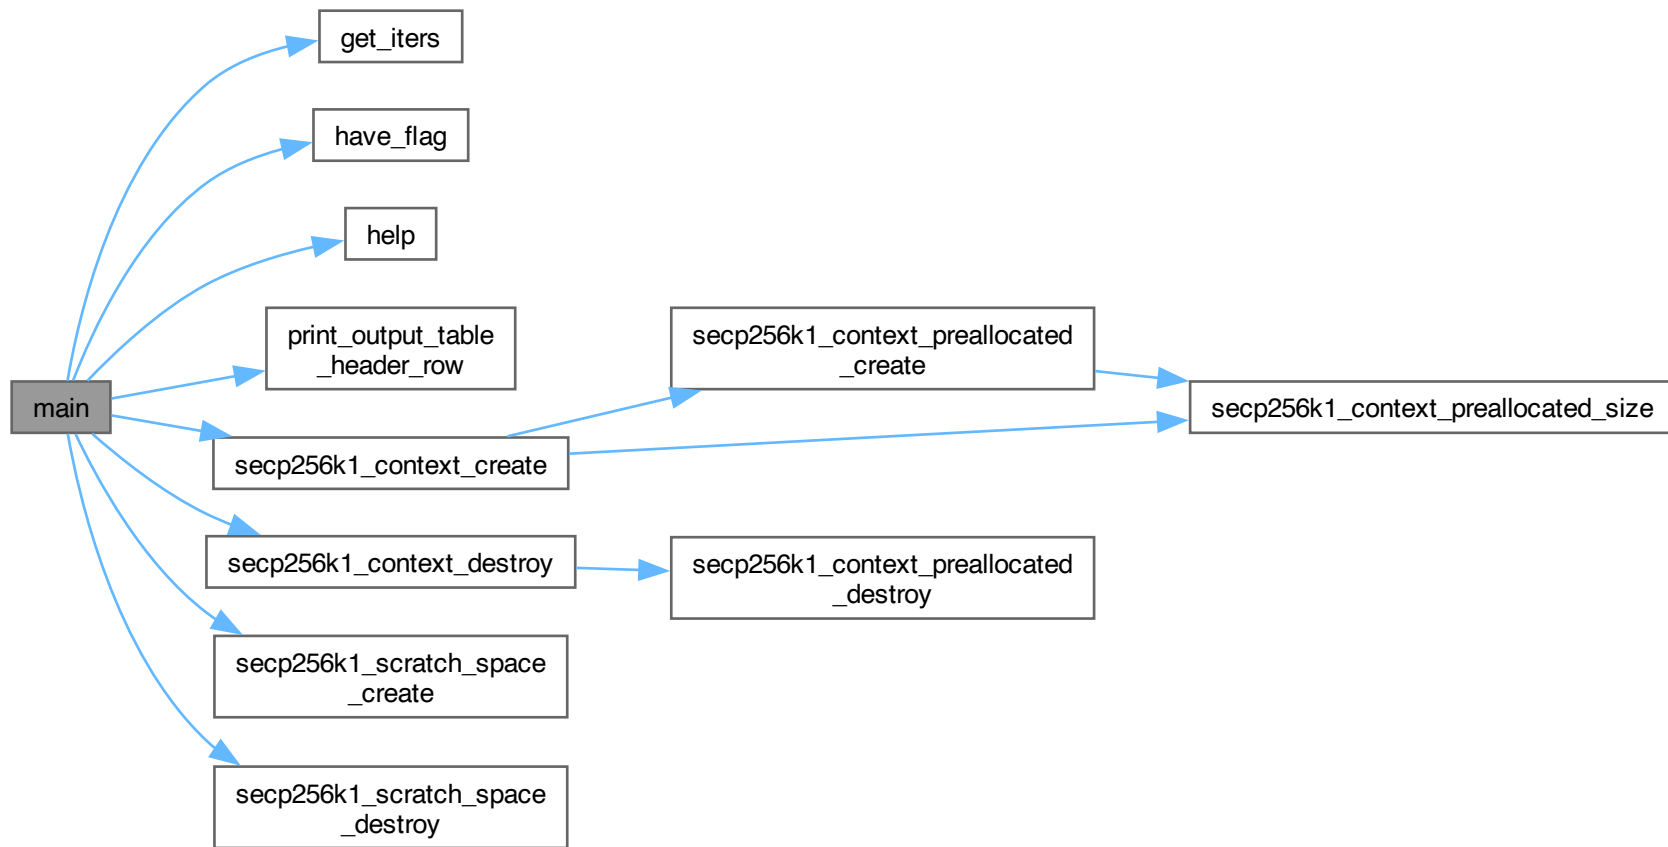 get_iters
have_flag
help
print_output_table
_header_row
main
secp256k1_context_create
secp256k1_context_destroy
secp256k1_scratch_space
_create
secp256k1_scratch_space
_destroy
secp256k1_context_preallocated
_create
secp256k1_context_preallocated
_destroy
secp256k1_context_preallocated_size